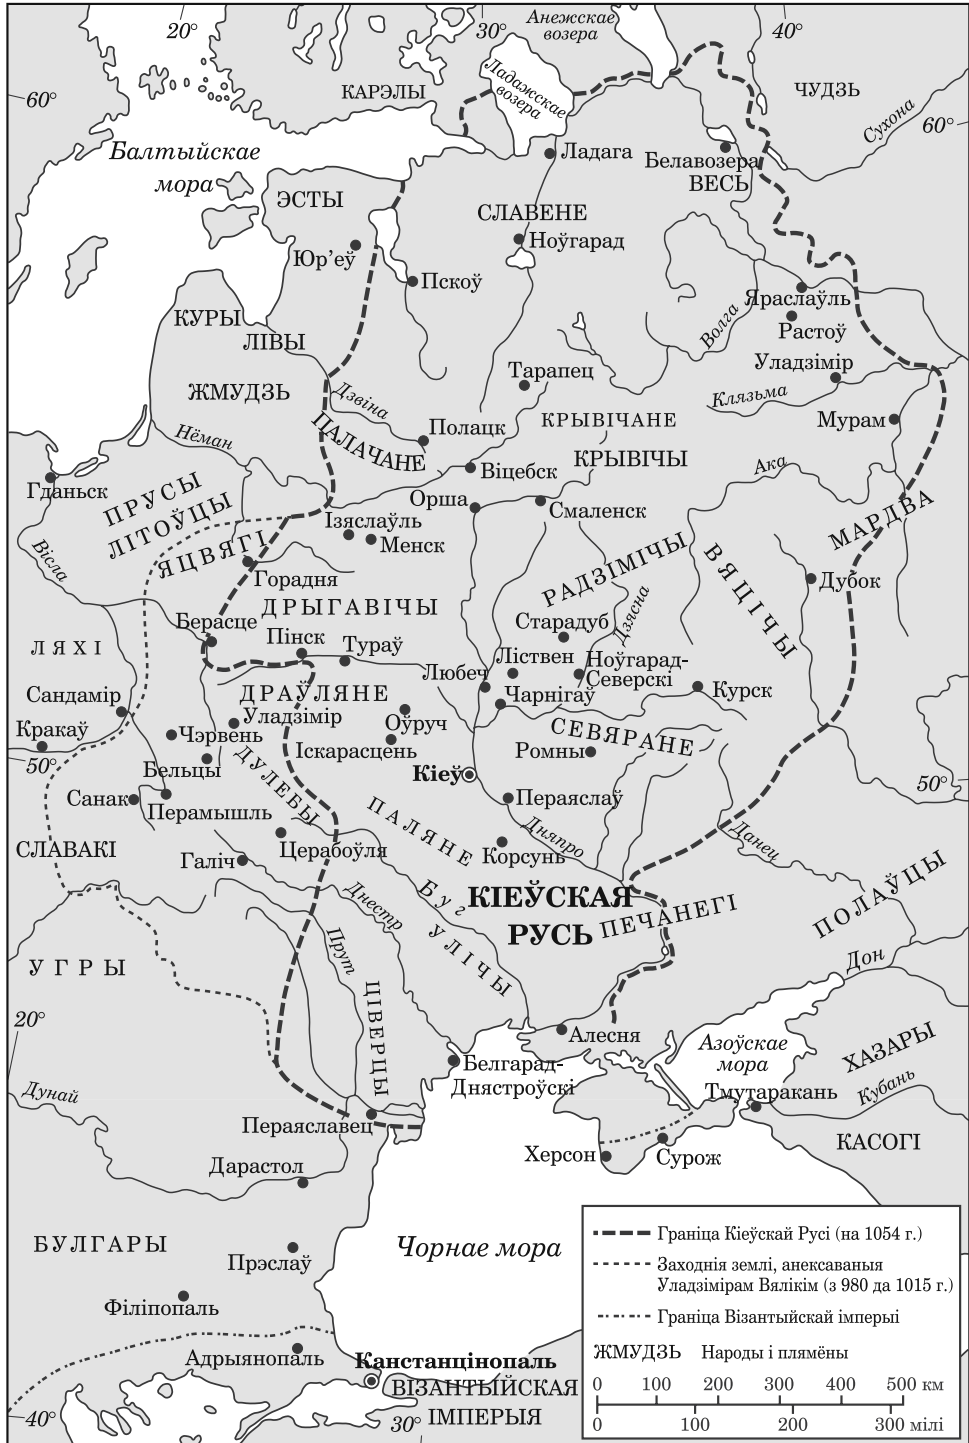 20°
30°
40°
Анежскае
возера
Ладажскае
возера
60°
КАРЭЛЫ
ЧУДЗЬ
Сухона
60°
Балтыйскае
мора
Ладага
Белавозера
ВЕСЬ
ЭСТЫ
СЛАВЕНЕ
Ноўгарад
Юр’еў
Пскоў
Яраслаўль
Растоў
Волга
КУРЫ
ЛІВЫ
Уладзімір
Тарапец
ЖМУДЗЬ
Дзвіна
Клязьма
Мурам
ПАЛАЧАНЕ
Полацк
КРЫВІЧАНЕ
Нёман
Віцебск
КРЫВІЧЫ
Ака
Гданьск
ПРУСЫ
Орша
Смаленск
ЛІТОЎЦЫ
Ізяслаўль
Менск
МАРДВА
Вісла
ЯЦВЯГІ
Горадня
РАДЗІМІЧЫ
ВЯЦІЧЫ
Дубок
ДРЫГАВІЧЫ
Дзясна
Берасце
Старадуб
ЛЯХІ
Пінск
Тураў
Ліствен
Ноўгарад-
Северскі
Любеч
Сандамір
ДРАЎЛЯНЕ
Чарнігаў
Курск
Кракаў
Уладзімір
Оўруч
Чэрвень
Іскарасцень
СЕВЯРАНЕ
Ромны
50°
Бельцы
ДУЛЕБЫ
Кіеў
50°
Санак
Перамышль
ПАЛЯНЕ
Пераяслаў
Дняпро
Данец
СЛАВАКІ
Галіч
Церабоўля
Корсунь
Днестр
Буг
КІЕЎСКАЯ
РУСЬ
ПЕЧАНЕГІ
ПОЛАЎЦЫ
УГРЫ
Прут
УЛІЧЫ
Дон
20°
ЦІВЕРЦЫ
Алесня
Азоўскае
мора
ХАЗАРЫ
Белгарад-
Днястроўскі
Дунай
Тмутаракань
Кубань
Пераяславец
КАСОГІ
Херсон
Сурож
Дарастол
БУЛГАРЫ
Прэслаў
Чорнае мора
Філіпопаль
Адрыянопаль
Канстанцінопаль
ВІЗАНТЫЙСКАЯ
ІМПЕРЫЯ
40°
30°
Граніца Кіеўскай Русі (на 1054 г.)
Заходнія землі, анексаваныя
Уладзімірам Вялікім (з 980 да 1015 г.)
Граніца Візантыйскай імперыі
ЖМУДЗЬ Народы і плямёны
0 100 200 300 400 500 км
0 100 200 300 мілі